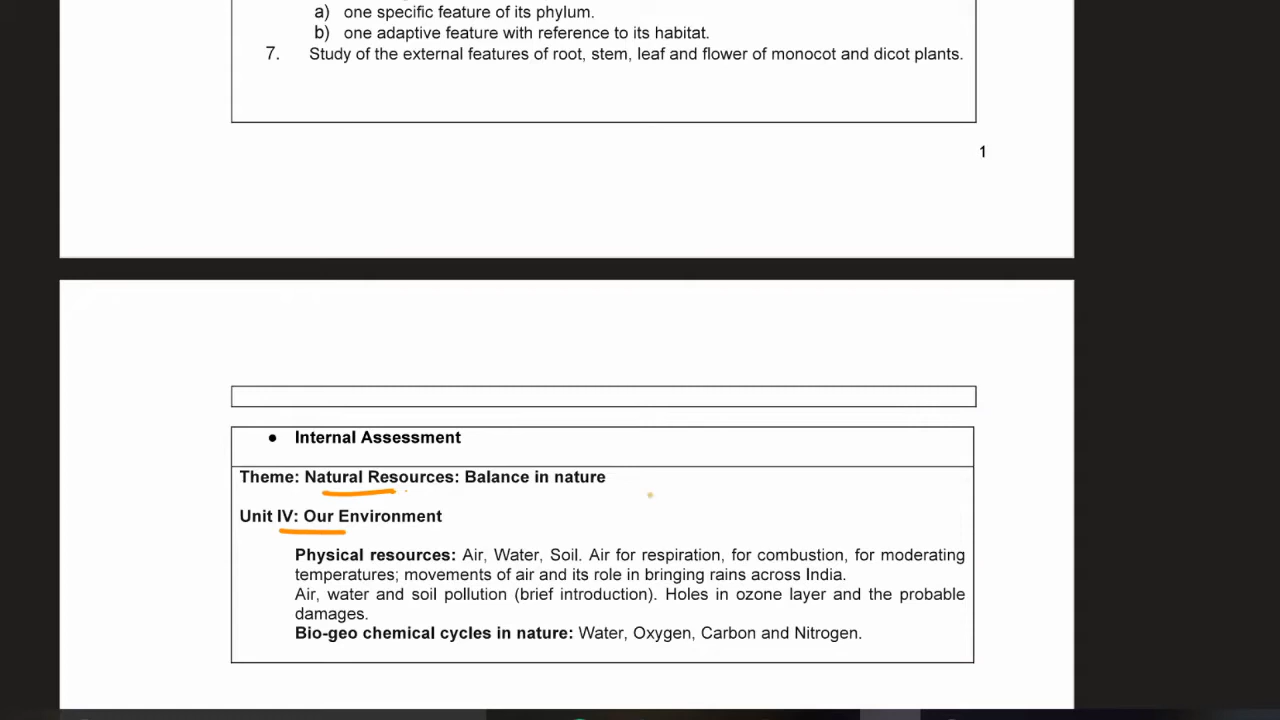 a) one specific feature of its phylum.
b) one adaptive feature with reference to its habitat.
7. Study of the external features of root, stem, leaf and flower of monocot and dicot plants.
1
● Internal Assessment
Theme: Natural Resources: Balance in nature
Unit IV: Our Environment
Physical resources: Air, Water, Soil. Air for respiration, for combustion, for moderating
temperatures; movements of air and its role in bringing rains across India.
Air, water and soil pollution (brief introduction). Holes in ozone layer and the probable
damages.
Bio-geo chemical cycles in nature: Water, Oxygen, Carbon and Nitrogen.